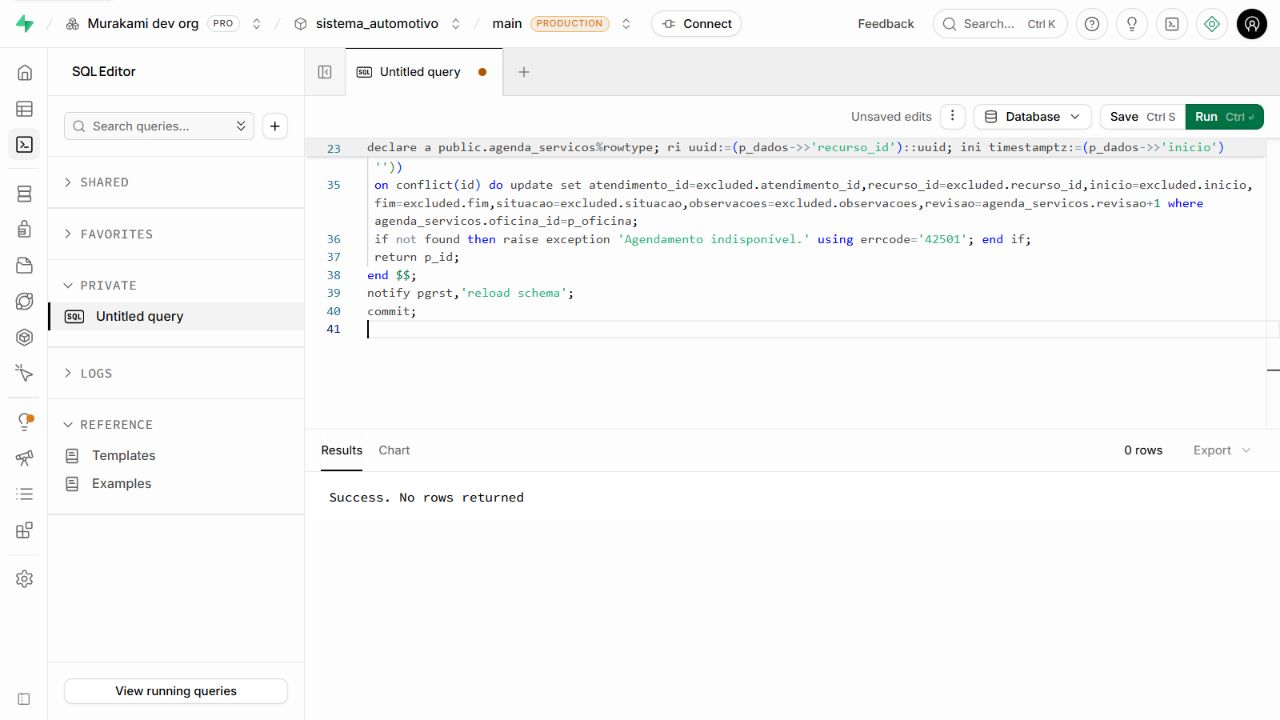 Murakami dev org PRO sistema_automotivo main PRODUCTION Connect Feedback Search... Ctrl K
SQL Editor
SQL Untitled query
Search queries...
Unsaved edits Database Save Ctrl S Run Ctrl ↵
SHARED
FAVORITES
PRIVATE
SQL Untitled query
LOGS
REFERENCE
Templates
Examples
View running queries
23 declare a public.agenda_servicos%rowtype; ri uuid:=(p_dados->>'recurso_id')::uuid; ini timestamptz:=(p_dados->>'inicio')
''))
35 on conflict(id) do update set atendimento_id=excluded.atendimento_id,recurso_id=excluded.recurso_id,inicio=excluded.inicio,
fim=excluded.fim,situacao=excluded.situacao,observacoes=excluded.observacoes,revisao=agenda_servicos.revisao+1 where
agenda_servicos.oficina_id=p_oficina;
36 if not found then raise exception 'Agendamento indisponível.' using errcode='42501'; end if;
37 return p_id;
38 end $$;
39 notify pgrst,'reload schema';
40 commit;
41
Results Chart 0 rows Export
Success. No rows returned